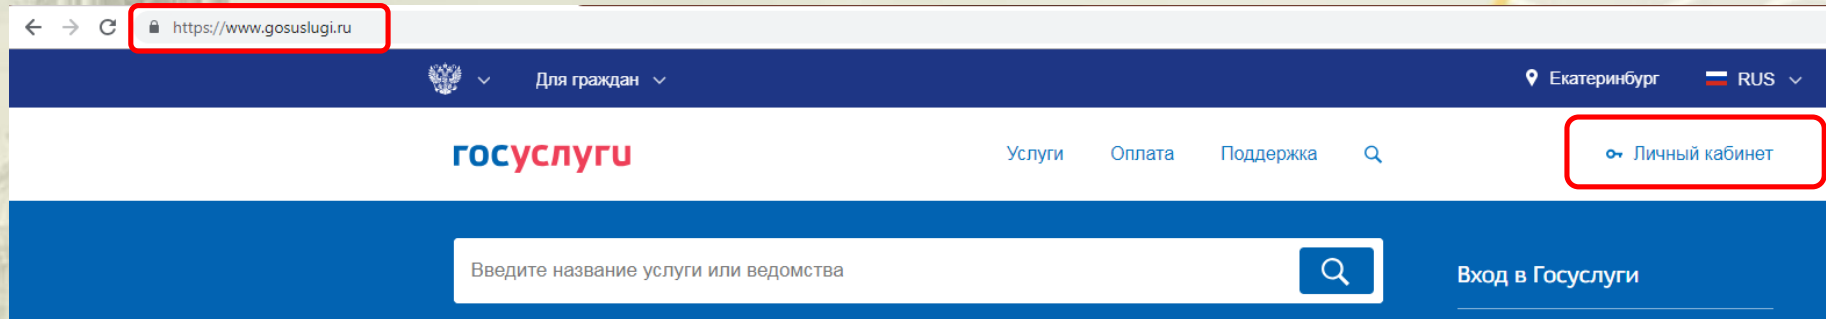 https://www.gosuslugi.ru
Для граждан
Екатеринбург
RUS
госуслуги
Услуги
Оплата
Поддержка
Личный кабинет
Введите название услуги или ведомства
Вход в Госуслуги